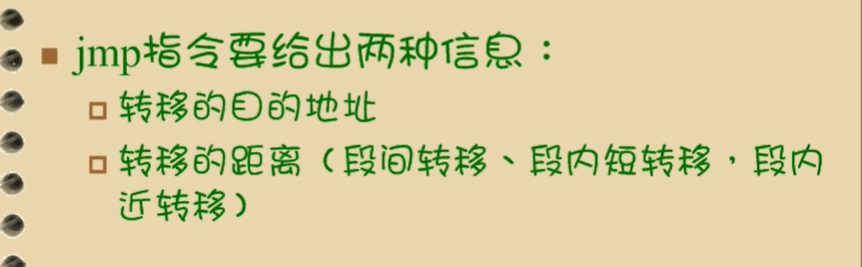 jmp指令要给出两种信息：
转移的目的地址
转移的距离（段间转移、段内短转移，段内
近转移）